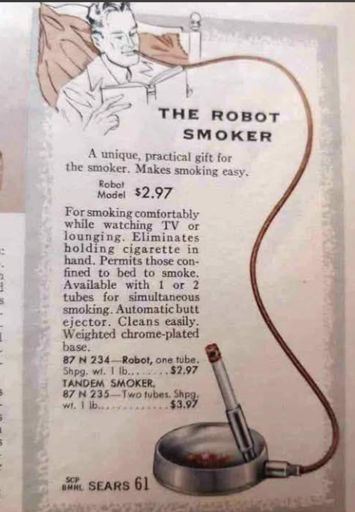 THE ROBOT
SMOKER
A unique, practical gift for
the smoker. Makes smoking easy.
Robot
Model $2.97
For smoking comfortably
while watching TV or
lounging. Eliminates
holding cigarette in
hand. Permits those con-
fined to bed to smoke.
Available with 1 or 2
tubes for simultaneous
smoking. Automatic butt
ejector. Cleans easily.
Weighted chrome-plated
base.
87 N 234—Robot, one tube.
Shpg. wt. 1 lb........$2.97
TANDEM SMOKER.
87 N 235—Two tubes. Shpg.
wt. 1 lb............$3.97
SEARS 61